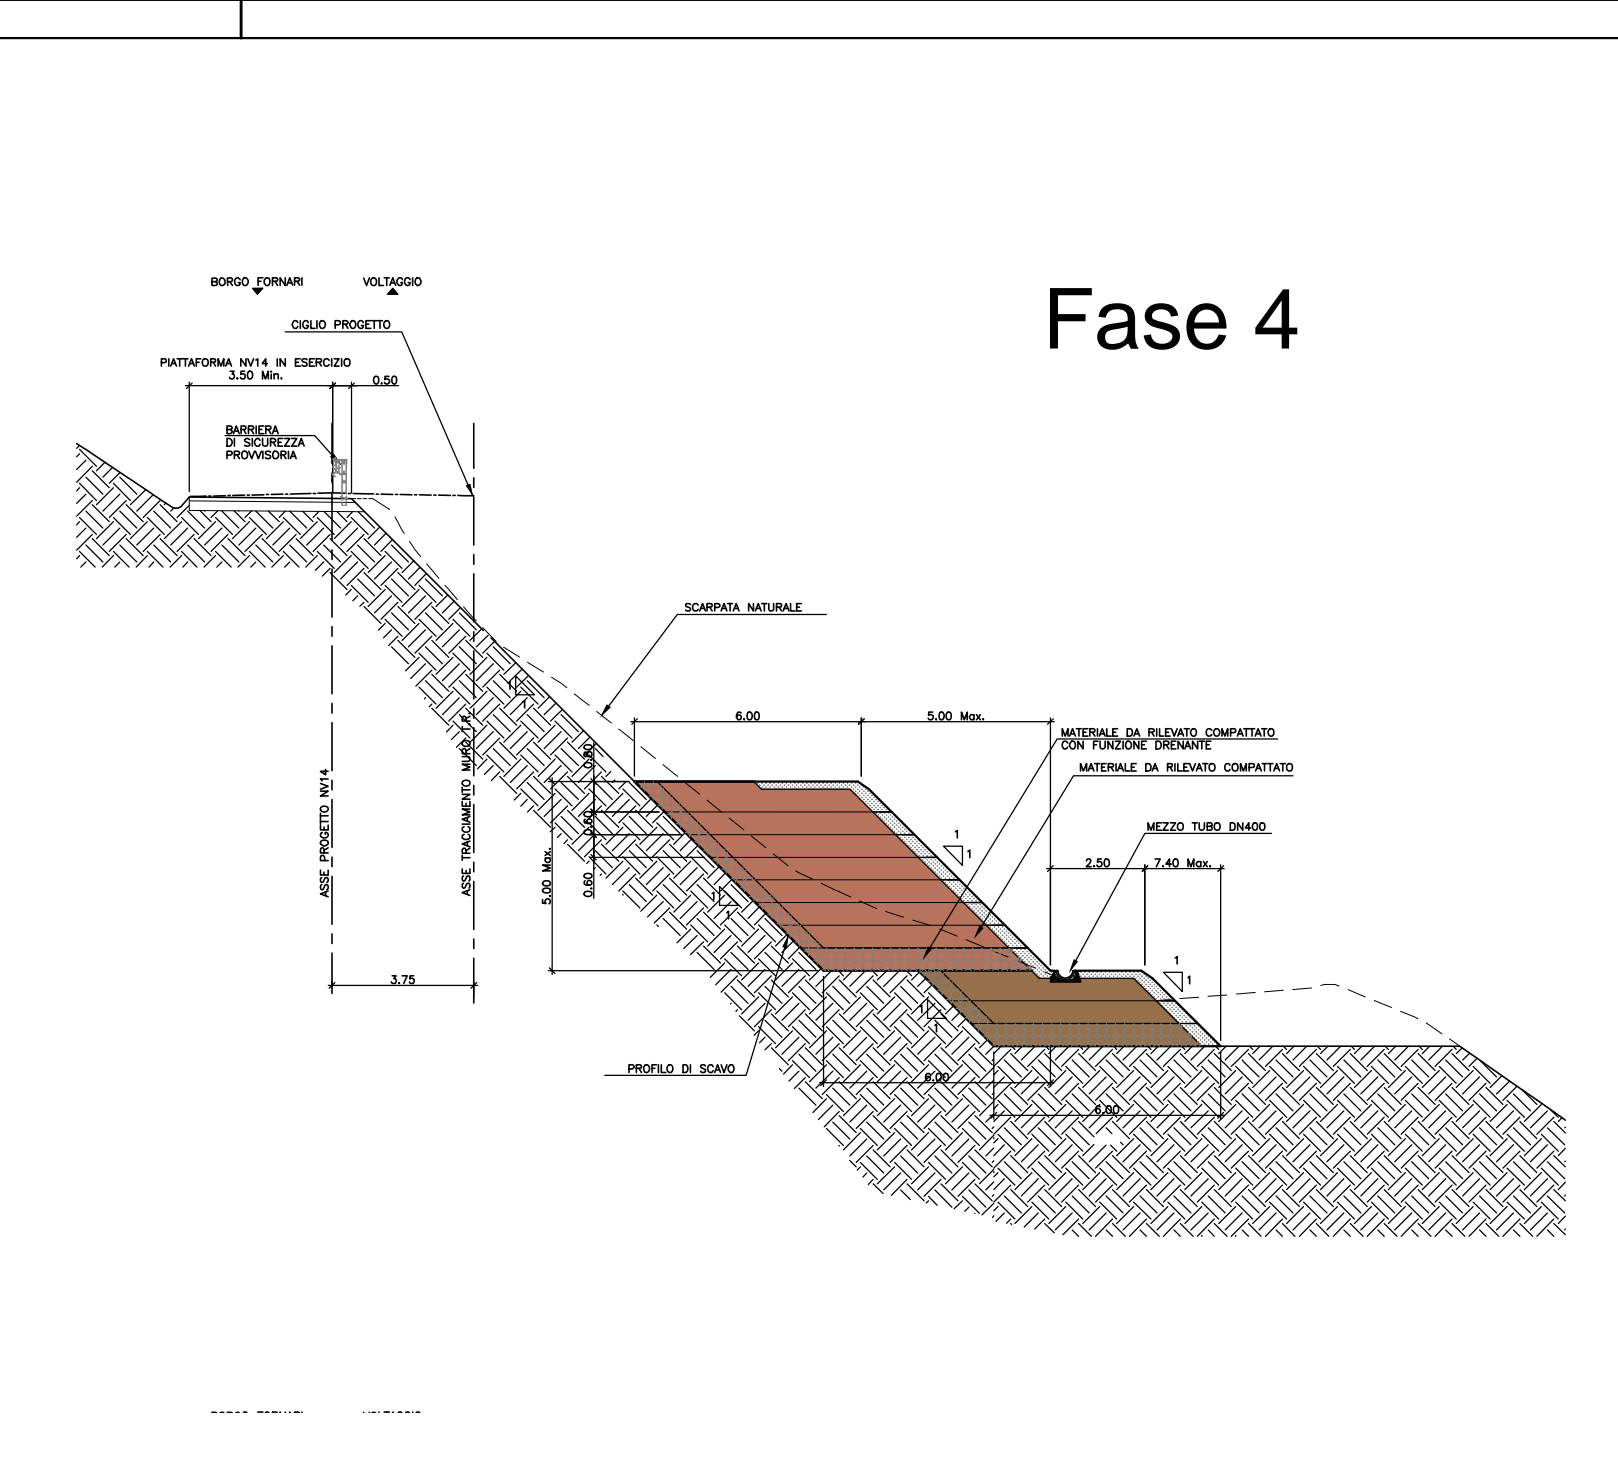 BORGO FORNARI
VOLTAGGIO
Fase 4
CIGLIO PROGETTO
PIATTAFORMA NV14 IN ESERCIZIO
3.50 Min.
0.50
BARRIERA
DI SICUREZZA
PROVVISORIA
SCARPATA NATURALE
6.00
5.00 Max.
MATERIALE DA RILEVATO COMPATTATO
CON FUNZIONE DRENANTE
MATERIALE DA RILEVATO COMPATTATO
MEZZO TUBO DN400
2.50
7.40 Max.
1
1
1
1
1
1
1
1
1
1
0.80
0.60
0.60
5.00 Max.
ASSE PROGETTO NV14
ASSE TRACCIAMENTO MURO T.R.
3.75
PROFILO DI SCAVO
6.00
6.00
BORGO FORNARI
VOLTAGGIO